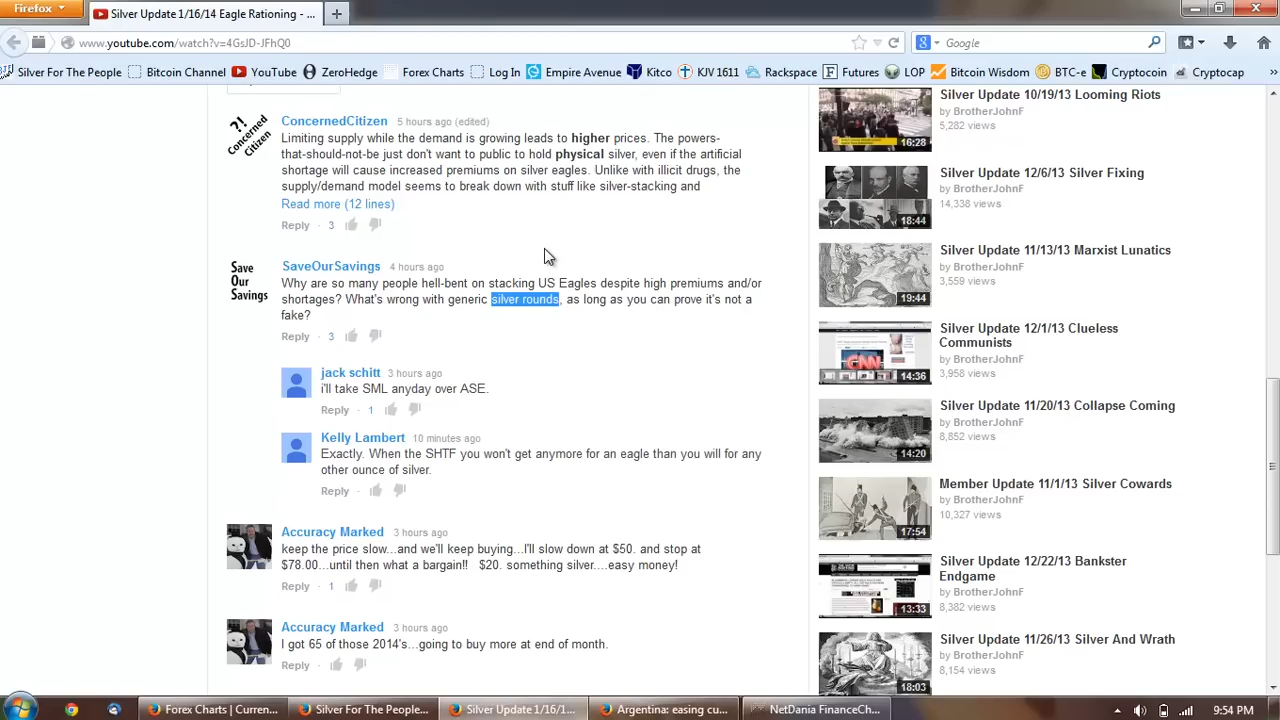 Firefox
Silver Update 1/16/14 Eagle Rationing - ...
www.youtube.com/watch?v=4GsJD-JFhQ0
Google
Silver For The People
Bitcoin Channel
YouTube
ZeroHedge
Forex Charts
Log In
Empire Avenue
Kitco
KJV 1611
Rackspace
Futures
LOP
Bitcoin Wisdom
BTC-e
Cryptocoin
Cryptocap
»
?! Concerned Citizen
ConcernedCitizen 5 hours ago (edited)
Limiting supply while the demand is growing leads to higher prices. The powers-
that-should-not-be just don't want to public to hold physical silver, even if the artificial
shortage will cause increased premiums on silver eagles. Unlike with illicit drugs, the
supply/demand model seems to break down with stuff like silver-stacking and
Read more (12 lines)
Reply · 3
Save Our Savings
SaveOurSavings 4 hours ago
Why are so many people hell-bent on stacking US Eagles despite high premiums and/or
shortages? What's wrong with generic silver rounds, as long as you can prove it's not a
fake?
Reply · 3
jack schitt 3 hours ago
i'll take SML anyday over ASE.
Reply · 1
Kelly Lambert 10 minutes ago
Exactly. When the SHTF you won't get anymore for an eagle than you will for any
other ounce of silver.
Reply ·
Accuracy Marked 3 hours ago
keep the price slow...and we'll keep buying...I'll slow down at $50. and stop at
$78.00...until then what a bargain!! $20. something silver....easy money!
Reply ·
Accuracy Marked 3 hours ago
I got 65 of those 2014's...going to buy more at end of month.
Reply ·
16:28
Silver Update 10/19/13 Looming Riots
by BrotherJohnF
5,282 views
18:44
Silver Update 12/6/13 Silver Fixing
by BrotherJohnF
14,338 views
19:44
Silver Update 11/13/13 Marxist Lunatics
by BrotherJohnF
3,559 views
CNN
14:36
Silver Update 12/1/13 Clueless
Communists
by BrotherJohnF
3,958 views
14:20
Silver Update 11/20/13 Collapse Coming
by BrotherJohnF
8,852 views
17:54
Member Update 11/1/13 Silver Cowards
by BrotherJohnF
10,327 views
13:33
Silver Update 12/22/13 Bankster
Endgame
by BrotherJohnF
8,382 views
18:03
Silver Update 11/26/13 Silver And Wrath
by BrotherJohnF
8,154 views
Forex Charts | Curren...
Silver For The People...
Silver Update 1/16/1...
Argentina: easing cu...
NetDania FinanceCh...
9:54 PM